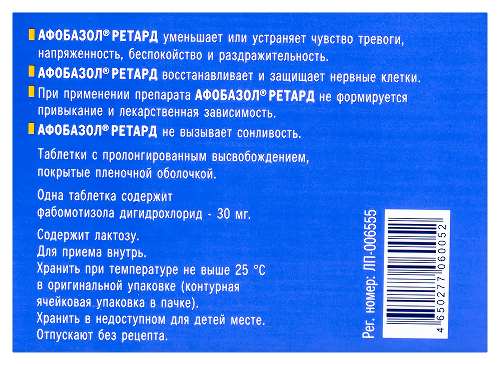 АФОБАЗОЛ® РЕТАРД уменьшает или устраняет чувство тревоги,
напряженность, беспокойство и раздражительность.
АФОБАЗОЛ® РЕТАРД восстанавливает и защищает нервные клетки.
При применении препарата АФОБАЗОЛ® РЕТАРД не формируется
привыкание и лекарственная зависимость.
АФОБАЗОЛ® РЕТАРД не вызывает сонливость.
Таблетки с пролонгированным высвобождением,
покрытые пленочной оболочкой.
Одна таблетка содержит
фабомотизола дигидрохлорид - 30 мг.
Содержит лактозу.
Для приема внутрь.
Хранить при температуре не выше 25 °С
в оригинальной упаковке (контурная
ячейковая упаковка в пачке).
Хранить в недоступном для детей месте.
Отпускают без рецепта.
Рег. номер: ЛП-006555
4 650277 060052